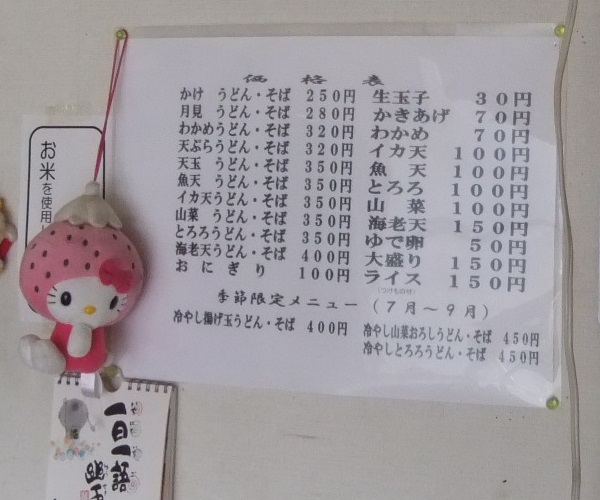 価格表
かけ うどん・そば 250円
月見 うどん・そば 280円
わかめうどん・そば 320円
天ぷらうどん・そば 320円
天玉 うどん・そば 350円
魚天 うどん・そば 350円
イカ天うどん・そば 350円
山菜 うどん・そば 350円
とろろうどん・そば 350円
海老天うどん・そば 400円
おにぎり 100円
生玉子 30円
かきあげ 70円
わかめ 70円
イカ天 100円
魚天 100円
とろろ 100円
山菜 100円
海老天 150円
ゆで卵 50円
大盛り 150円
ライス 150円
(つけもの付)
季節限定メニュー (7月～9月)
冷やし揚げ玉うどん・そば 400円
冷やし山菜おろしうどん・そば 450円
冷やしとろろうどん・そば 450円
お米を使用
一日一語